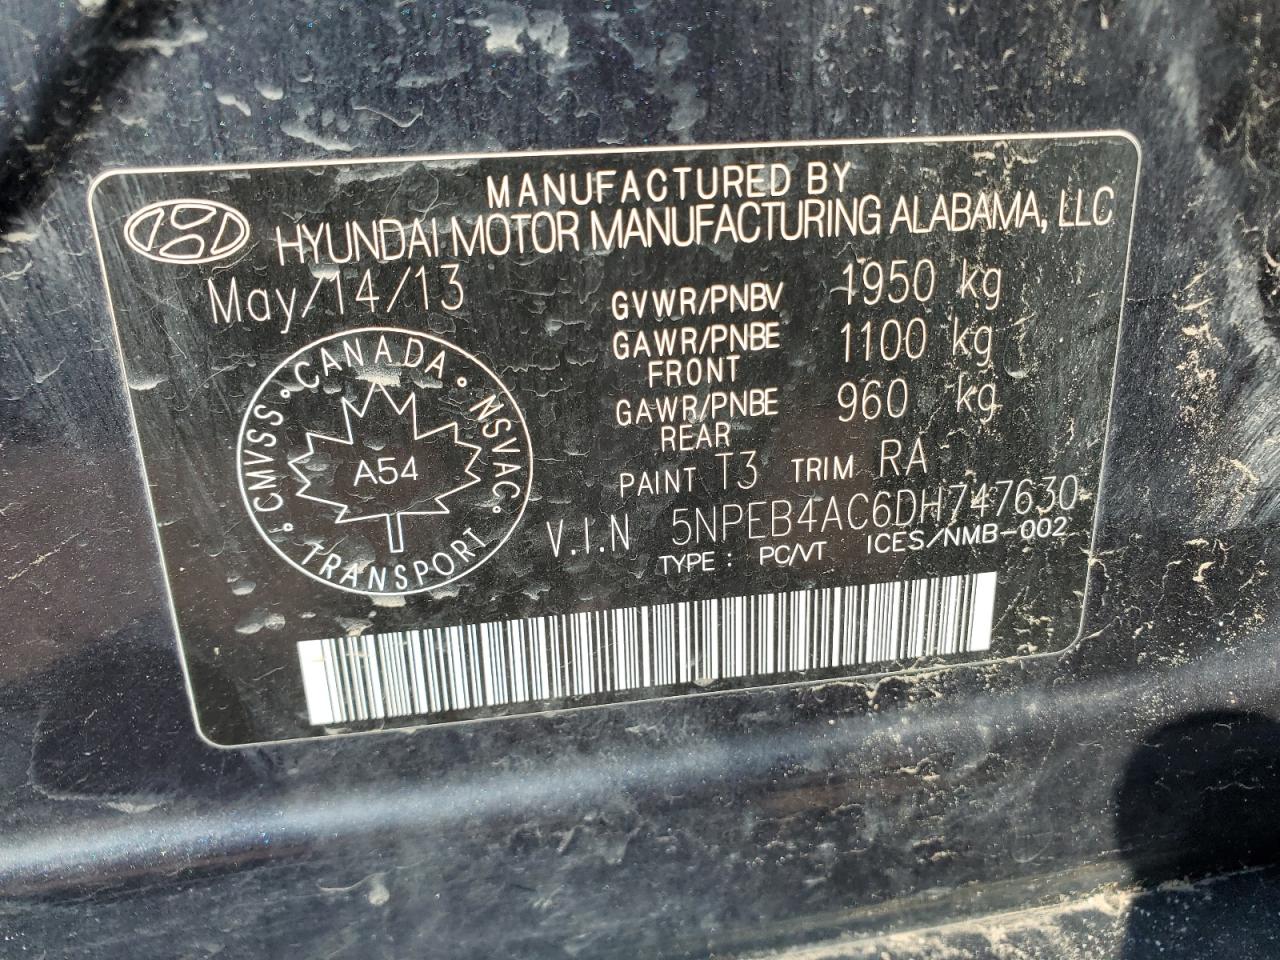 MANUFACTURED BY
HYUNDAI MOTOR MANUFACTURING ALABAMA, LLC
May/14/13
GVWR/PNBV 1950 kg
GAWR/PNBE FRONT 1100 kg
GAWR/PNBE REAR 960 kg
PAINT T3 TRIM RA
V.I.N 5NPEB4AC6DH747630
TYPE : PC/VT ICES/NMB-002
CANADA · NSVAC · TRANSPORT · CMVSS ·
A54